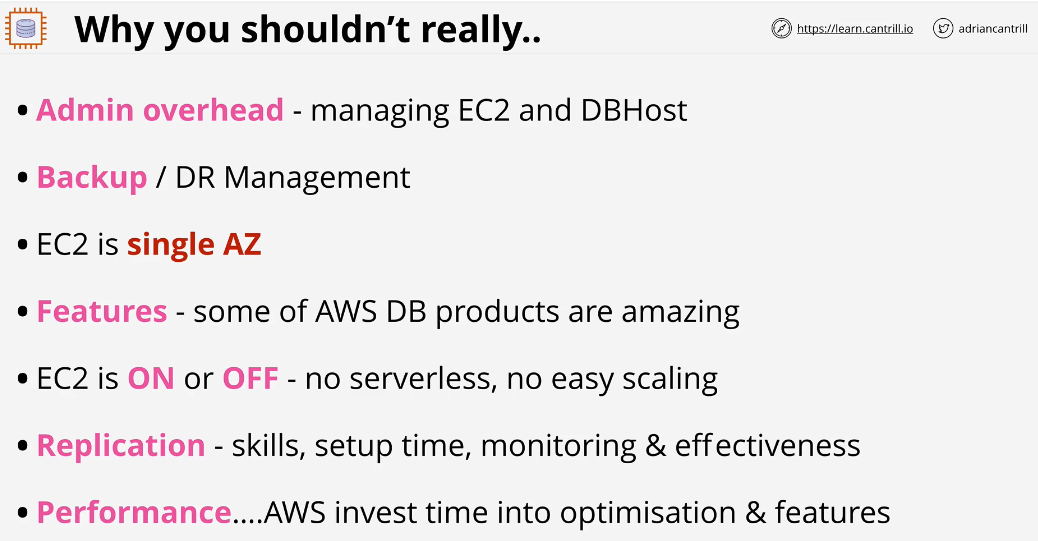 Why you shouldn't really..
https://learn.cantrill.io
adriancantrill
• Admin overhead - managing EC2 and DBHost
• Backup / DR Management
• EC2 is single AZ
• Features - some of AWS DB products are amazing
• EC2 is ON or OFF - no serverless, no easy scaling
• Replication - skills, setup time, monitoring & effectiveness
• Performance....AWS invest time into optimisation & features